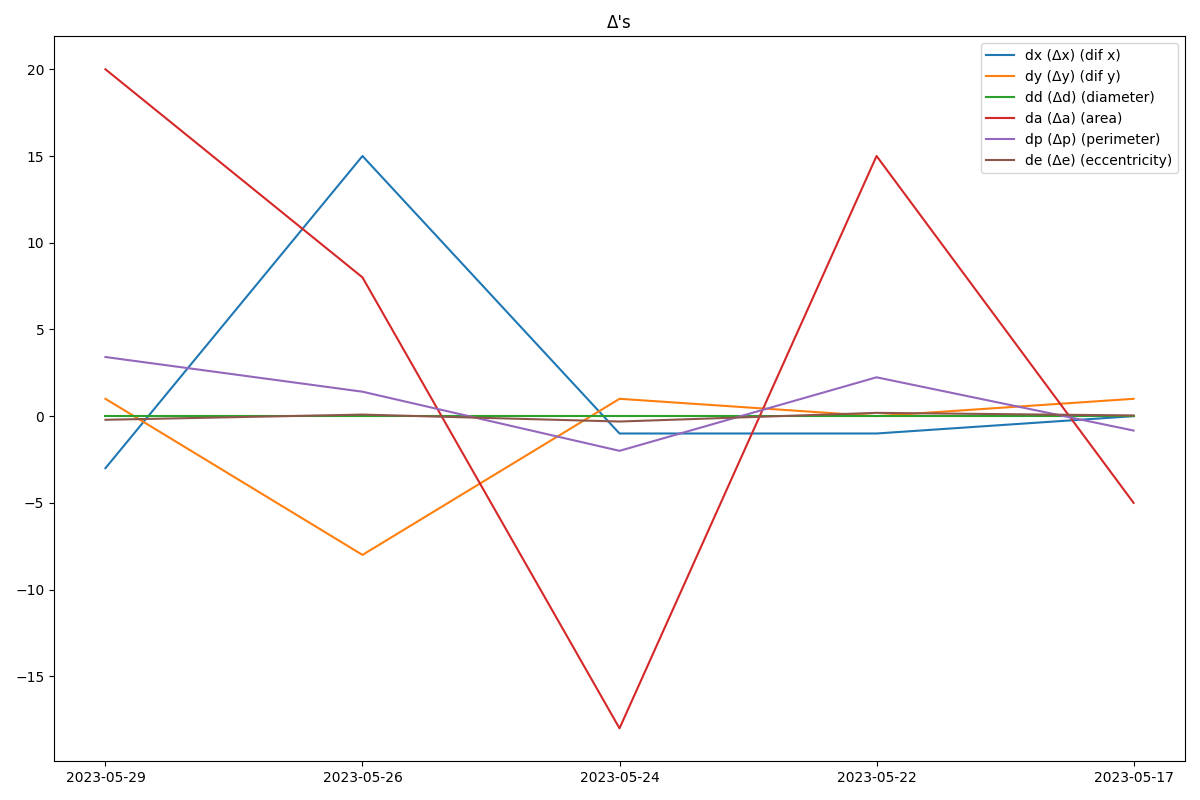 Δ's
dx (Δx) (dif x)
dy (Δy) (dif y)
dd (Δd) (diameter)
da (Δa) (area)
dp (Δp) (perimeter)
de (Δe) (eccentricity)
20
15
10
5
0
−5
−10
−15
2023-05-29 2023-05-26 2023-05-24 2023-05-22 2023-05-17